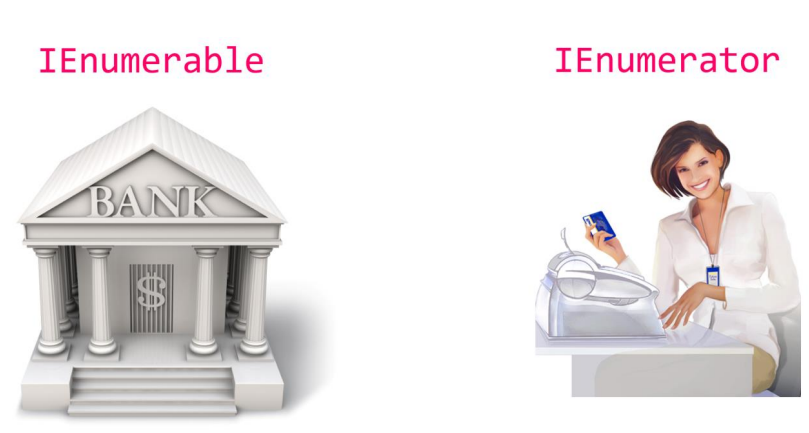 IEnumerable
IEnumerator
BANK
$